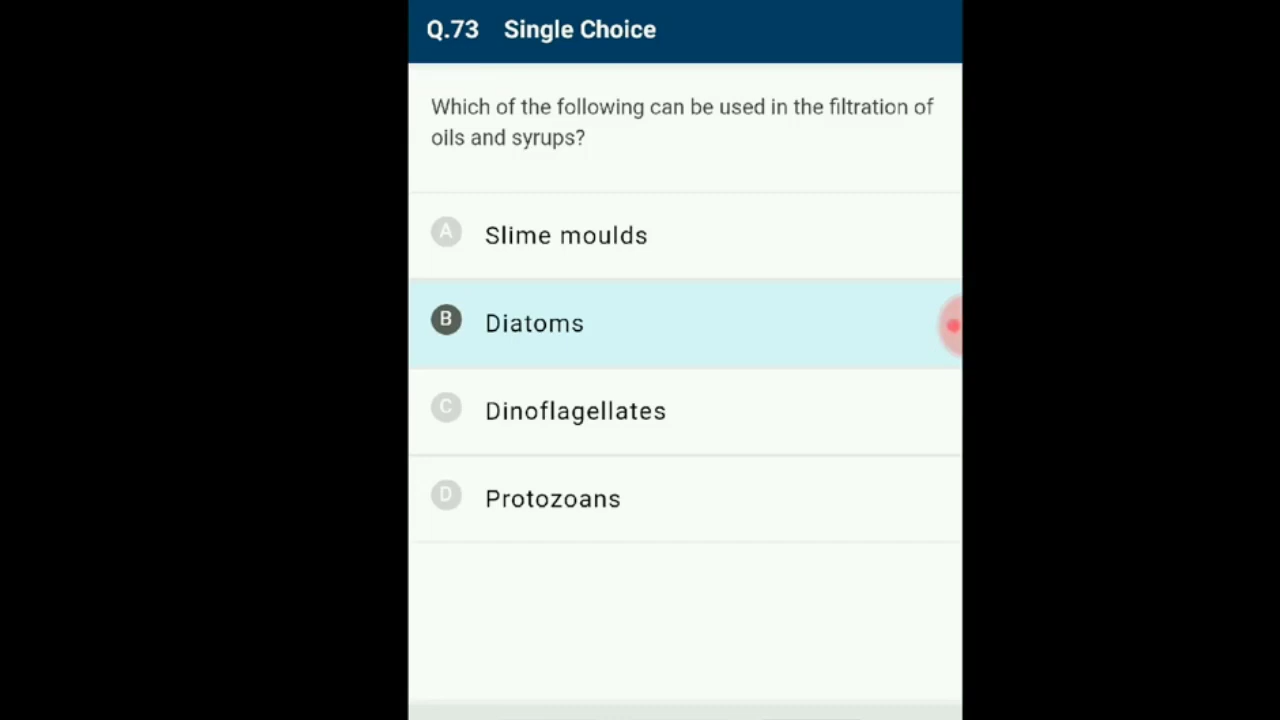 Q.73 Single Choice
Which of the following can be used in the filtration of
oils and syrups?
A Slime moulds
B Diatoms
C Dinoflagellates
D Protozoans